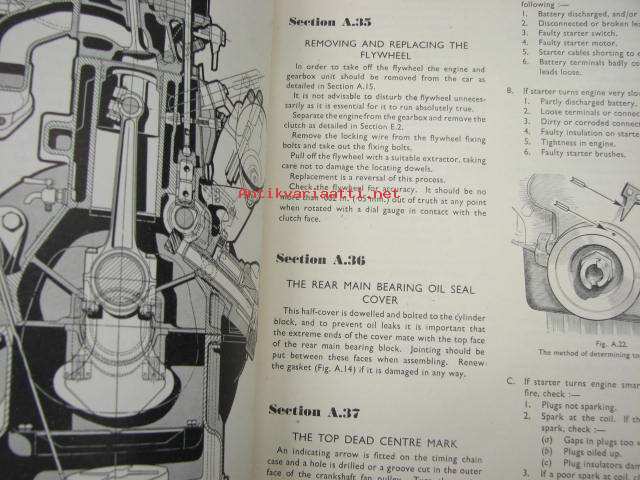 Section A.35
REMOVING AND REPLACING THE
FLYWHEEL
In order to take off the flywheel the engine and
gearbox unit should be removed from the car as
detailed in Section A.15.
It is not advisable to disturb the flywheel unneces-
sarily as it is essential for it to run absolutely true.
Separate the engine from the gearbox and remove the
clutch as detailed in Section E.2.
Remove the locking wire from the flywheel fixing
bolts and take out the fixing bolts.
Pull off the flywheel with a suitable extractor, taking
care not to damage the locating dowels.
Replacement is a reversal of this process.
Check the flywheel for accuracy. It should be no
more than .002 in. (.05 mm.) out of truth at any point
when rotated with a dial gauge in contact with the
clutch face.
Antikvariaatti.net
Section A.36
THE REAR MAIN BEARING OIL SEAL
COVER
This half-cover is dowelled and bolted to the cylinder
block, and to prevent oil leaks it is important that
the extreme ends of the cover mate with the top face
of the rear main bearing block. Jointing should be
put between these faces when assembling. Renew
the gasket (Fig. A.14) if it is damaged in any way.
Section A.37
THE TOP DEAD CENTRE MARK
An indicating arrow is fitted on the timing chain
case and a hole is drilled or a groove cut in the outer
face of the crankshaft fan pulley.
following :—
1. Battery discharged, and/or
2. Disconnected or broken
3. Faulty starter switch.
4. Faulty starter motor.
5. Starter cables shorting to
6. Battery terminals badly
leads loose.
B. If starter turns engine very
1. Partly discharged battery.
2. Loose terminals or
3. Dirty or corroded
4. Faulty insulation on
5. Tightness in engine.
6. Faulty starter brushes.
Fig. A.22.
The method of determining
C. If starter turns engine
fire, check :—
1. Plugs not sparking.
2. Spark at the coil. If
spark, check :—
(a) Gaps in plugs too
(b) Plugs oiled up.
(c) Plug insulators
3. If a poor spark at